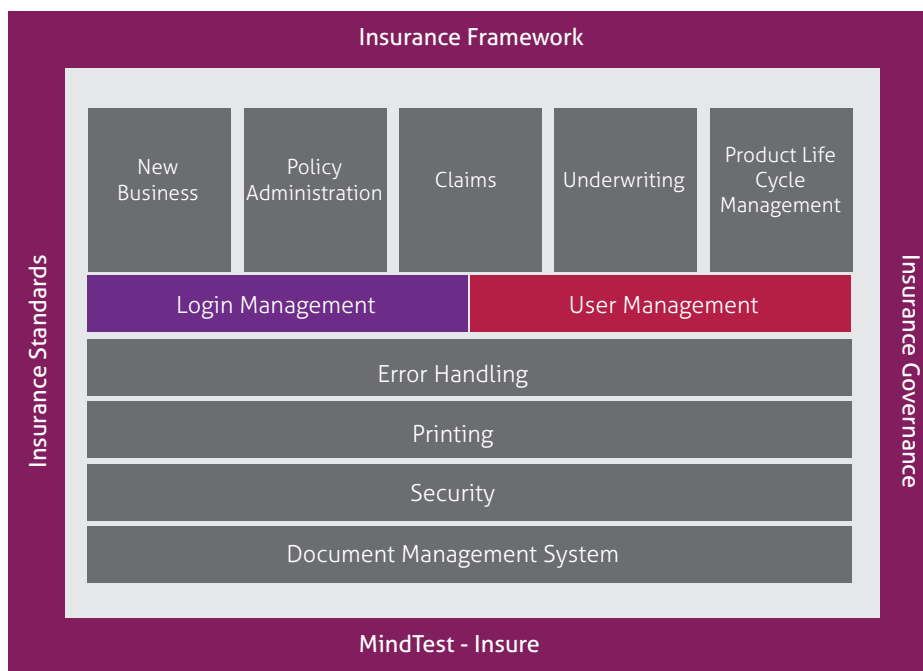 Insurance Framework
New
Business
Policy
Administration
Claims
Underwriting
Product Life
Cycle
Management
Login Management
User Management
Error Handling
Printing
Security
Document Management System
Insurance Standards
Insurance Governance
MindTest - Insure